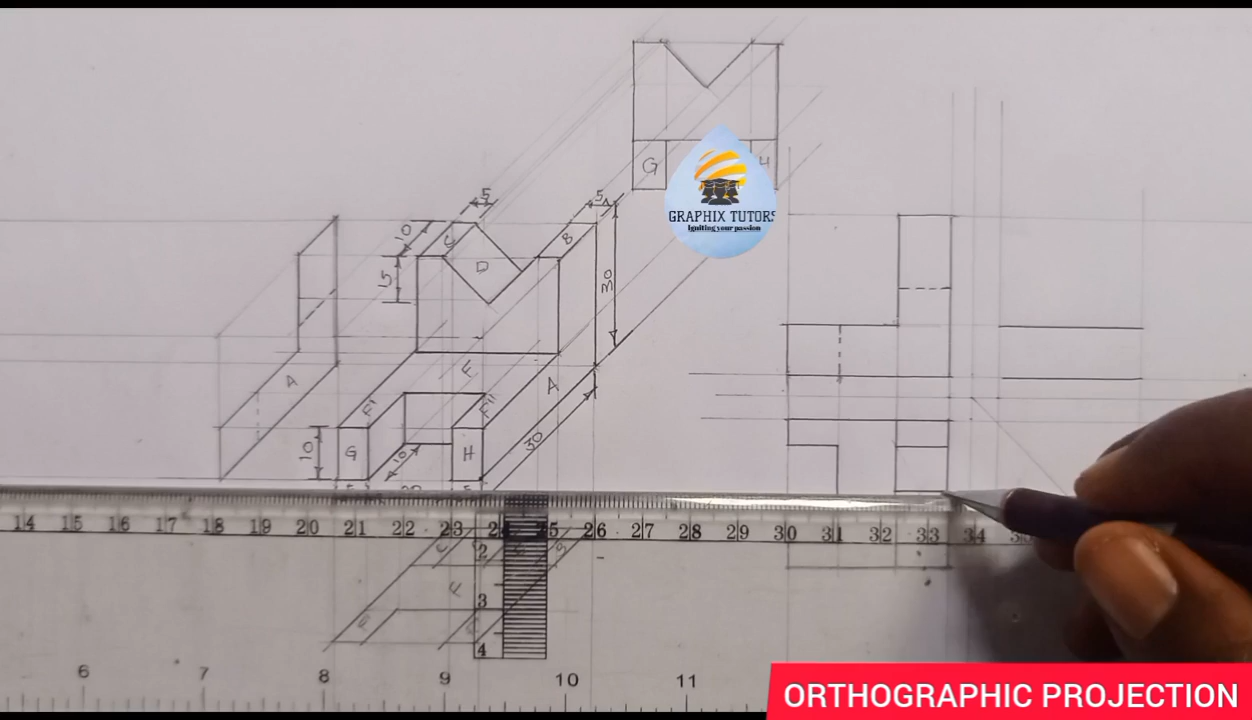 G
H
GRAPHIX TUTORS
Igniting your passion
5
5
10
C
B
D
15
30
A
E
A
F'
F"
10
G
10
H
30
14 15 16 17 18 19 20 21 22 23 26 27 28 29 30 31 32 33 34
2
F
3
F
4
6 7 8 9 10 11
ORTHOGRAPHIC PROJECTION